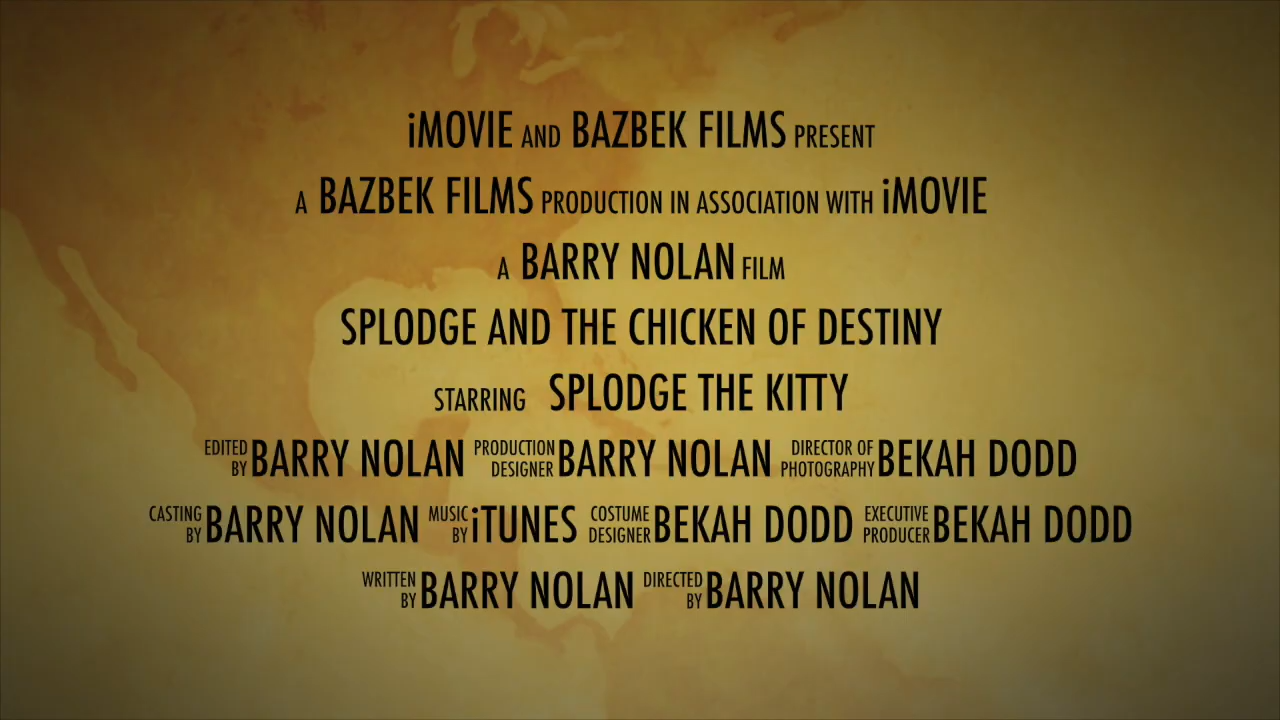 iMOVIE AND BAZBEK FILMS PRESENT
A BAZBEK FILMS PRODUCTION IN ASSOCIATION WITH iMOVIE
A BARRY NOLAN FILM
SPLODGE AND THE CHICKEN OF DESTINY
STARRING SPLODGE THE KITTY
EDITED BY BARRY NOLAN PRODUCTION DESIGNER BARRY NOLAN DIRECTOR OF PHOTOGRAPHY BEKAH DODD
CASTING BY BARRY NOLAN MUSIC BY iTUNES COSTUME DESIGNER BEKAH DODD EXECUTIVE PRODUCER BEKAH DODD
WRITTEN BY BARRY NOLAN DIRECTED BY BARRY NOLAN